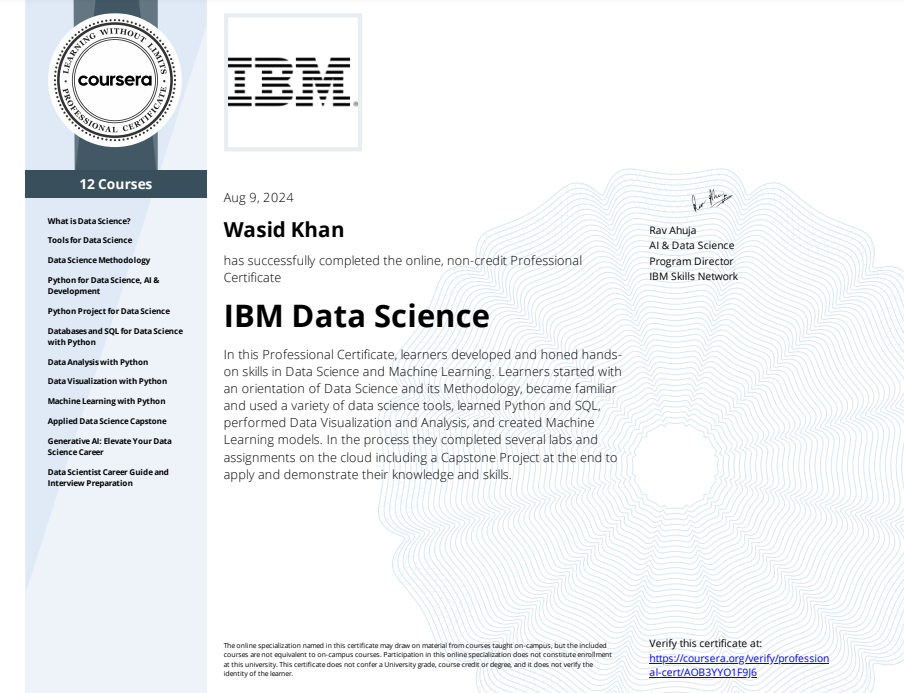 LEARNING WITHOUT LIMITS
coursera
PROFESSIONAL CERTIFICATE
IBM®
12 Courses
What is Data Science?
Tools for Data Science
Data Science Methodology
Python for Data Science, AI &
Development
Python Project for Data Science
Databases and SQL for Data Science
with Python
Data Analysis with Python
Data Visualization with Python
Machine Learning with Python
Applied Data Science Capstone
Generative AI: Elevate Your Data
Science Career
Data Scientist Career Guide and
Interview Preparation
Aug 9, 2024
Wasid Khan
has successfully completed the online, non-credit Professional
Certificate
IBM Data Science
In this Professional Certificate, learners developed and honed hands-
on skills in Data Science and Machine Learning. Learners started with
an orientation of Data Science and its Methodology, became familiar
and used a variety of data science tools, learned Python and SQL,
performed Data Visualization and Analysis, and created Machine
Learning models. In the process they completed several labs and
assignments on the cloud including a Capstone Project at the end to
apply and demonstrate their knowledge and skills.
Rav Ahuja
Rav Ahuja
AI & Data Science
Program Director
IBM Skills Network
The online specialization named in this certificate may draw on material from courses taught on-campus, but the included
courses are not equivalent to on-campus courses. Participation in this online specialization does not constitute enrollment
at this university. This certificate does not confer a University grade, course credit or degree, and it does not verify the
identity of the learner.
Verify this certificate at:
https://coursera.org/verify/profession
al-cert/AOB3YYO1F9J6